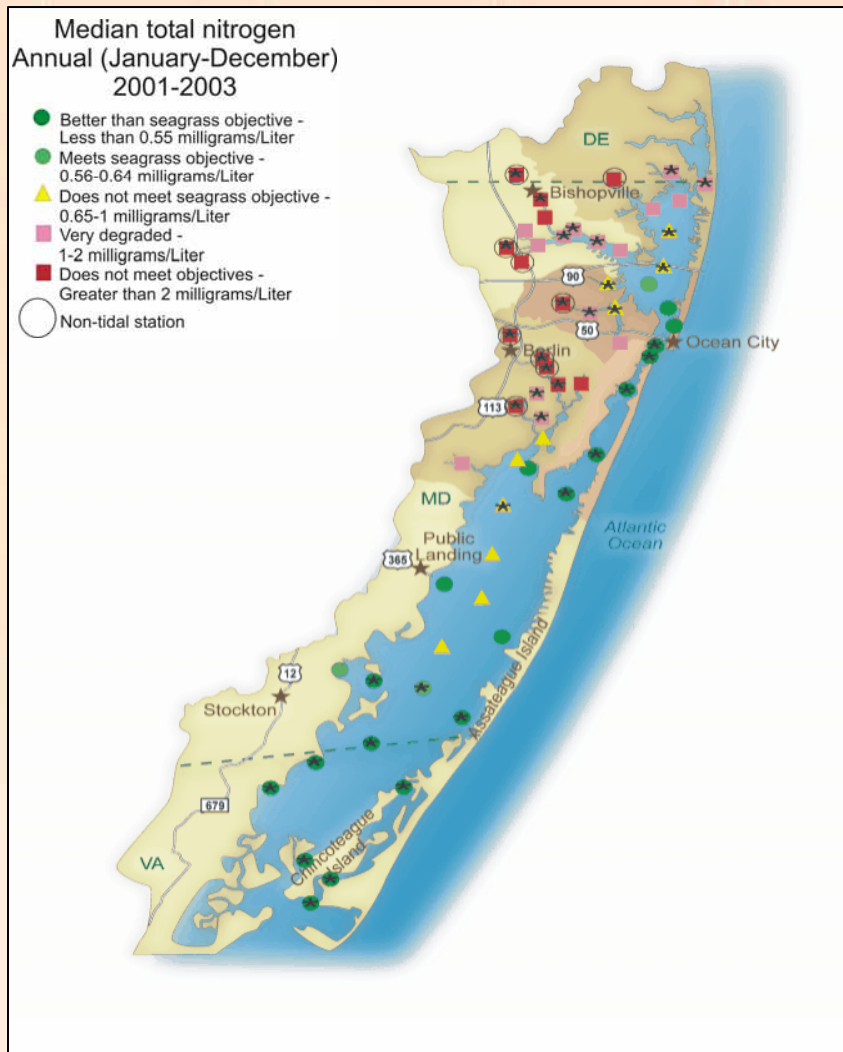 Median total nitrogen
Annual (January-December)
2001-2003
Better than seagrass objective -
Less than 0.55 milligrams/Liter
Meets seagrass objective -
0.56-0.64 milligrams/Liter
Does not meet seagrass objective -
0.65-1 milligrams/Liter
Very degraded -
1-2 milligrams/Liter
Does not meet objectives -
Greater than 2 milligrams/Liter
Non-tidal station
DE
Bishopville
90
50
Ocean City
Berlin
113
MD
Atlantic
Ocean
Public
Landing
365
Assateague Island
12
Stockton
679
Chincoteague
Island
VA